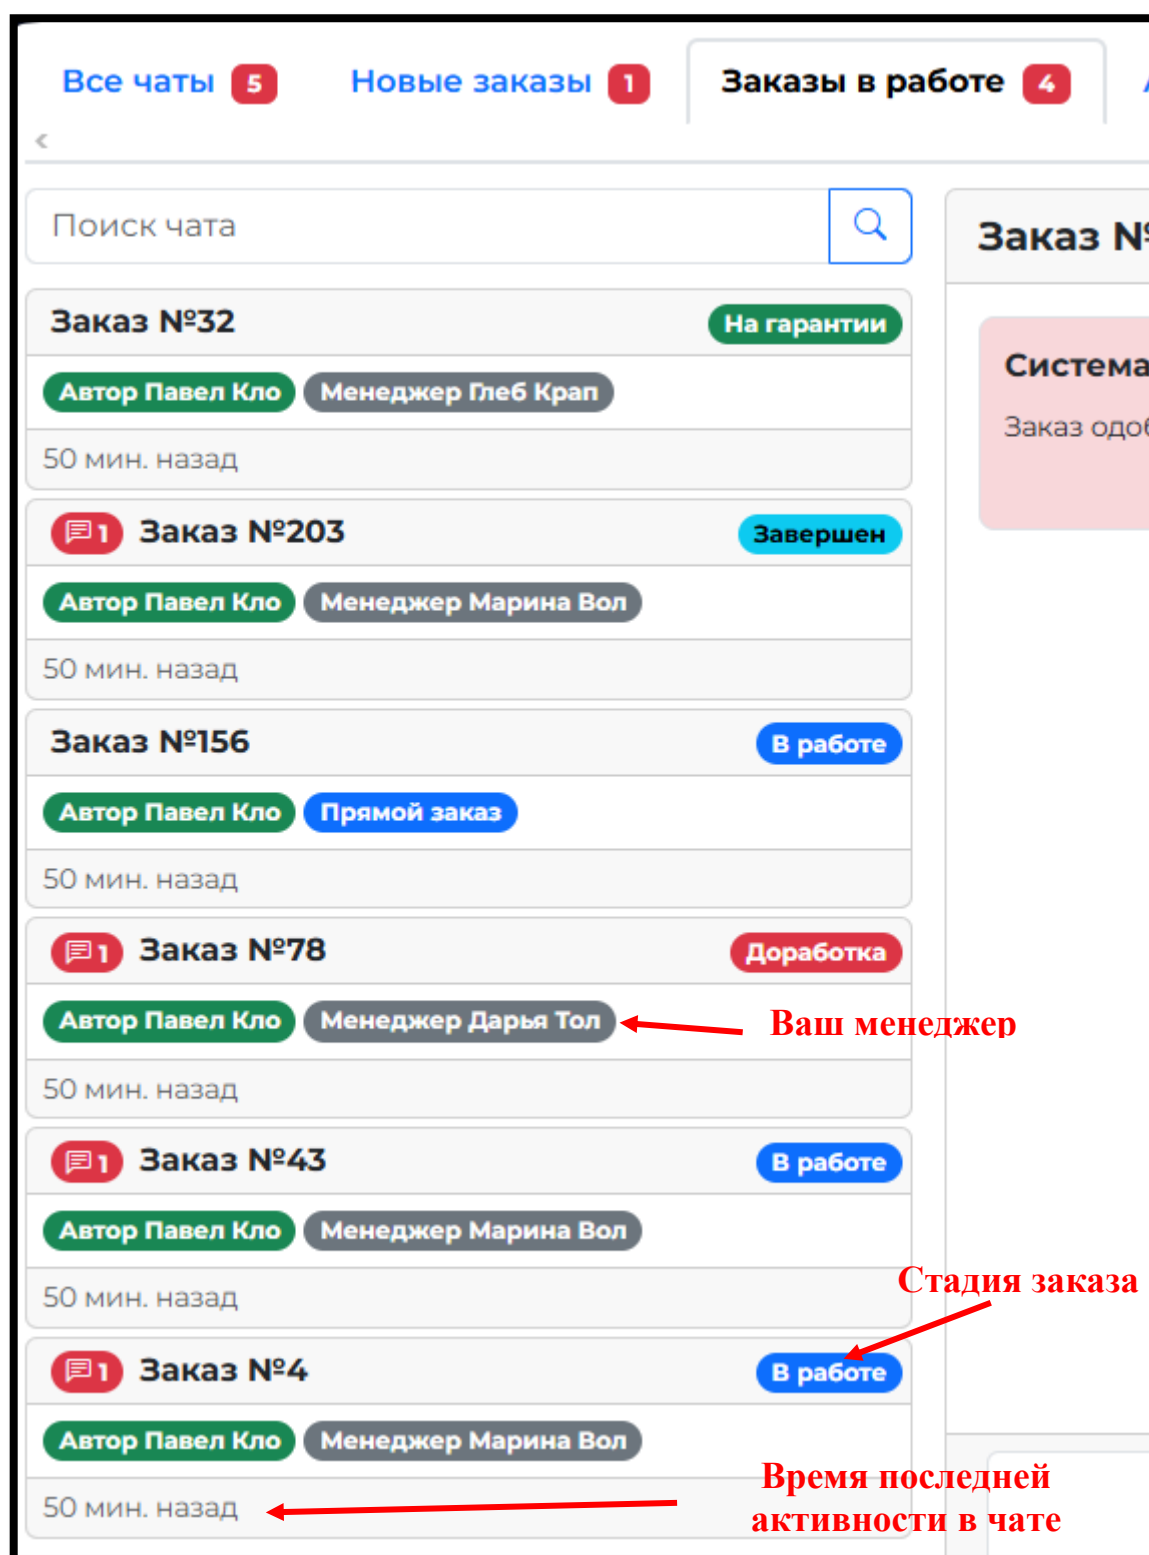 Все чаты 5 Новые заказы 1 Заказы в работе 4
Поиск чата
Заказ №32 На гарантии
Автор Павел Кло Менеджер Глеб Крап
50 мин. назад
1 Заказ №203 Завершен
Автор Павел Кло Менеджер Марина Вол
50 мин. назад
Заказ №156 В работе
Автор Павел Кло Прямой заказ
50 мин. назад
1 Заказ №78 Доработка
Автор Павел Кло Менеджер Дарья Тол Ваш менеджер
50 мин. назад
1 Заказ №43 В работе
Автор Павел Кло Менеджер Марина Вол
50 мин. назад
Стадия заказа
1 Заказ №4 В работе
Автор Павел Кло Менеджер Марина Вол
50 мин. назад
Время последней
активности в чате
Заказ №
Система
Заказ